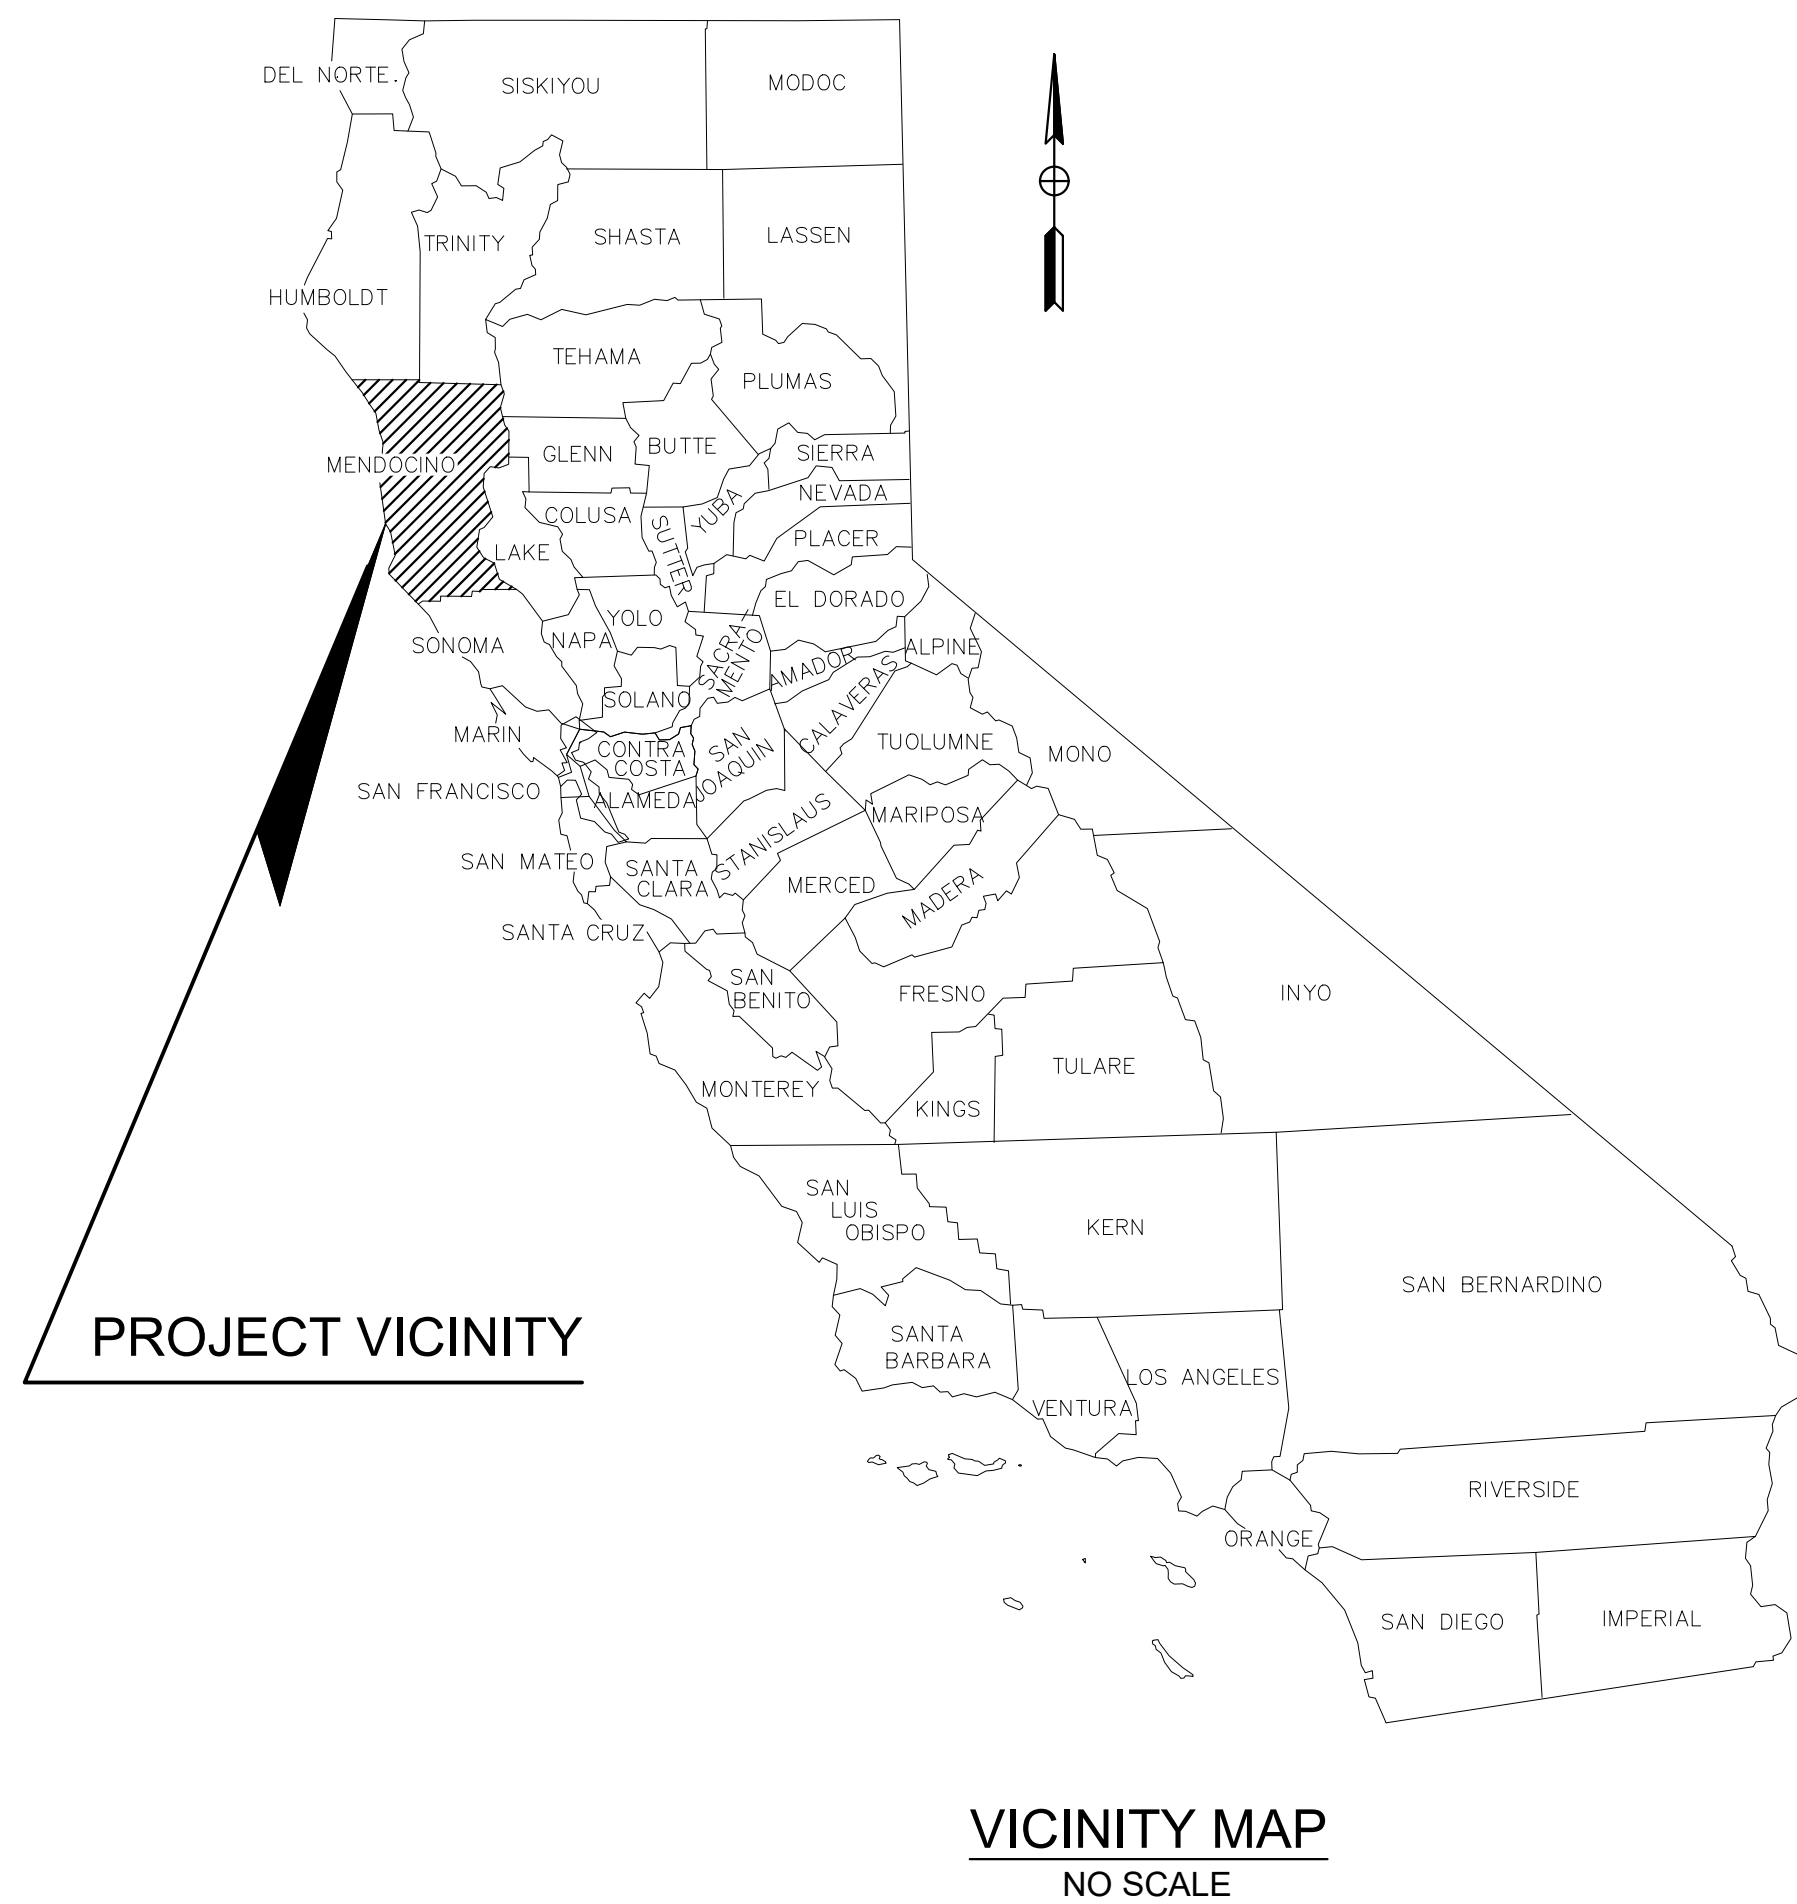 DEL NORTE.
SISKIYOU
MODOC
TRINITY
SHASTA
LASSEN
HUMBOLDT
TEHAMA
PLUMAS
MENDOCINO
GLENN
BUTTE
SIERRA
NEVADA
YUBA
COLUSA
SUTTER
PLACER
LAKE
EL DORADO
YOLO
SONOMA
NAPA
SACRA-
MENTO
ALPINE
AMADOR
SOLANO
CALAVERAS
MARIN
CONTRA
COSTA
SAN
JOAQUIN
TUOLUMNE
MONO
SAN FRANCISCO
ALAMEDA
STANISLAUS
MARIPOSA
SAN MATEO
SANTA
CLARA
MERCED
MADERA
SANTA CRUZ
SAN
BENITO
FRESNO
INYO
MONTEREY
KINGS
TULARE
SAN
LUIS
OBISPO
KERN
SAN BERNARDINO
PROJECT VICINITY
SANTA
BARBARA
VENTURA
LOS ANGELES
RIVERSIDE
ORANGE
SAN DIEGO
IMPERIAL
VICINITY MAP
NO SCALE